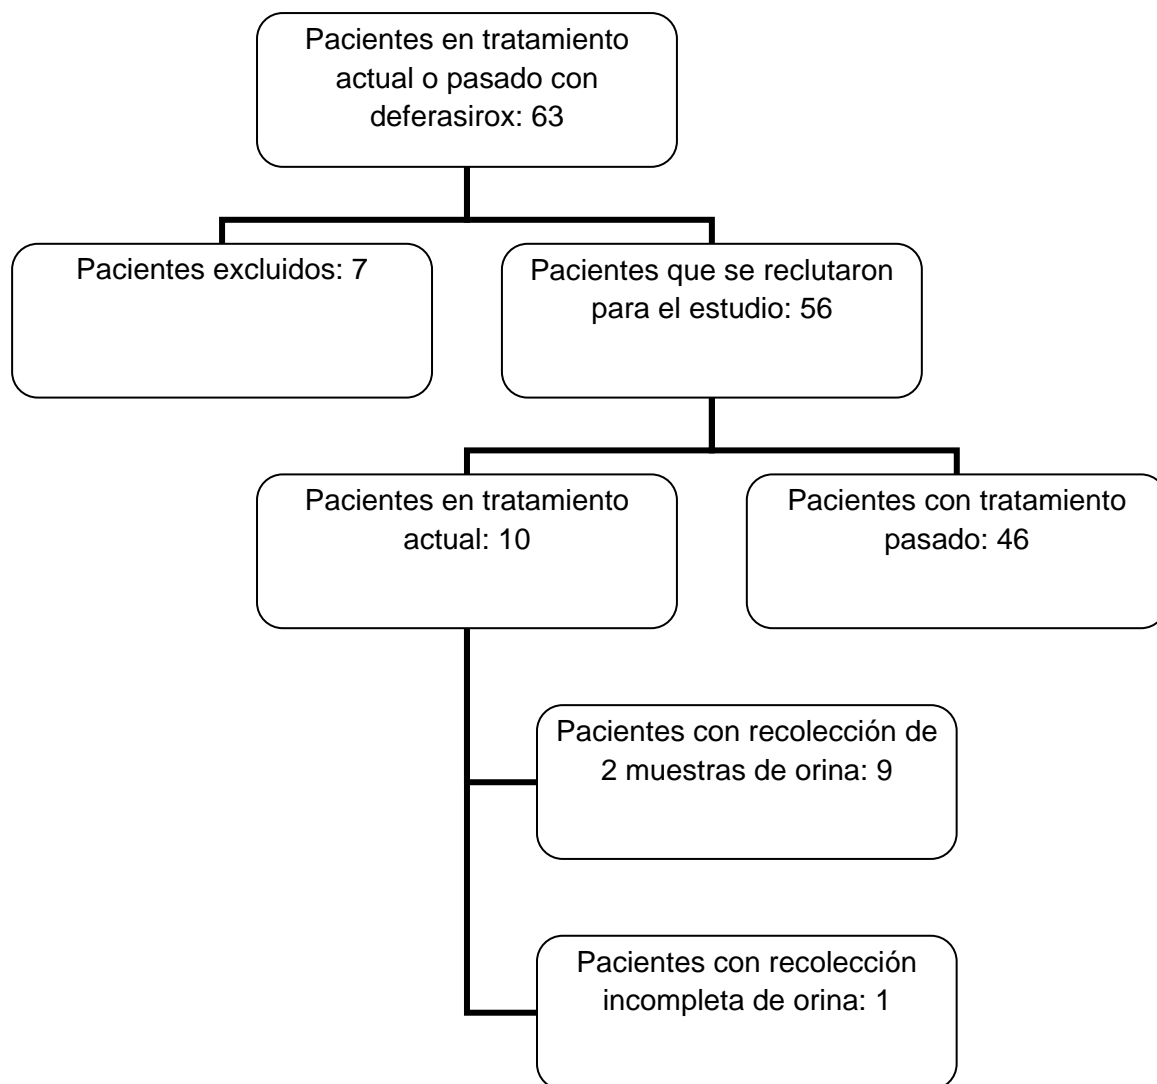 Pacientes en tratamiento
actual o pasado con
deferasirox: 63
Pacientes excluidos: 7
Pacientes que se reclutaron
para el estudio: 56
Pacientes en tratamiento
actual: 10
Pacientes con tratamiento
pasado: 46
Pacientes con recolección de
2 muestras de orina: 9
Pacientes con recolección
incompleta de orina: 1